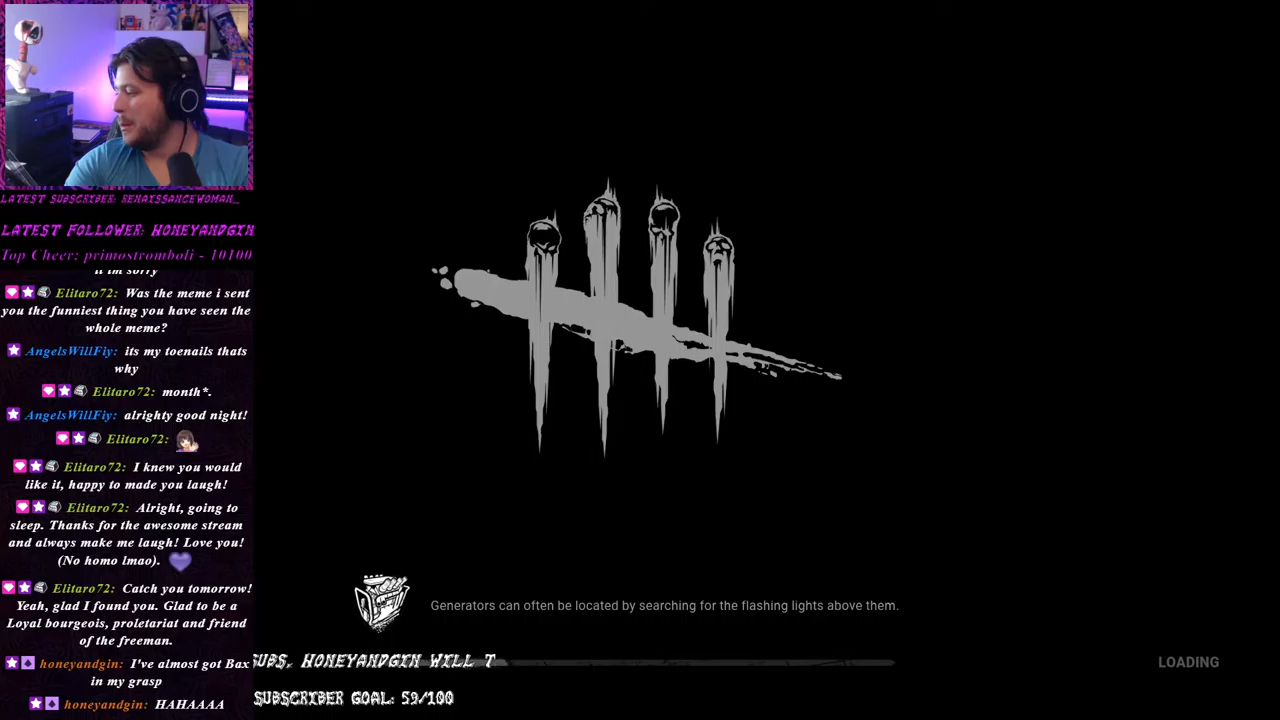 LATEST SUBSCRIBER: RENAISSANCEWOMAN_
LATEST FOLLOWER: HONEYANDGIN
Top Cheer: primostromboli - 10100
it im sorry
Elitaro72: Was the meme i sent
you the funniest thing you have seen the
whole meme?
AngelsWillFiy: its my toenails thats
why
Elitaro72: month*.
AngelsWillFiy: alrighty good night!
Elitaro72:
Elitaro72: I knew you would
like it, happy to made you laugh!
Elitaro72: Alright, going to
sleep. Thanks for the awesome stream
and always make me laugh! Love you!
(No homo lmao).
Elitaro72: Catch you tomorrow!
Yeah, glad I found you. Glad to be a
Loyal bourgeois, proletariat and friend
of the freeman.
honeyandgin: I've almost got Bax
in my grasp
honeyandgin: HAHAAAA
Generators can often be located by searching for the flashing lights above them.
SUBS, HONEYANDGIN WILL T
LOADING
SUBSCRIBER GOAL: 59/100